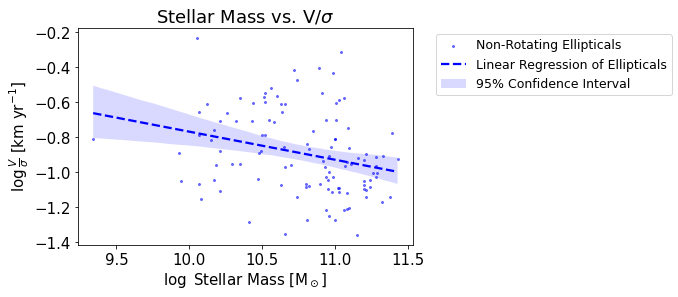 Stellar Mass vs. V/σ
−0.2
−0.4
−0.6
−0.8
−1.0
−1.2
−1.4
log V/σ [km yr⁻¹]
9.5 10.0 10.5 11.0 11.5
log Stellar Mass [M_⊙]
Non-Rotating Ellipticals
Linear Regression of Ellipticals
95% Confidence Interval